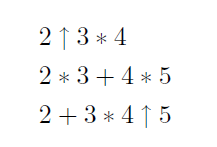 2 ↑ 3 ∗ 4
2 ∗ 3 + 4 ∗ 5
2 + 3 ∗ 4 ↑ 5